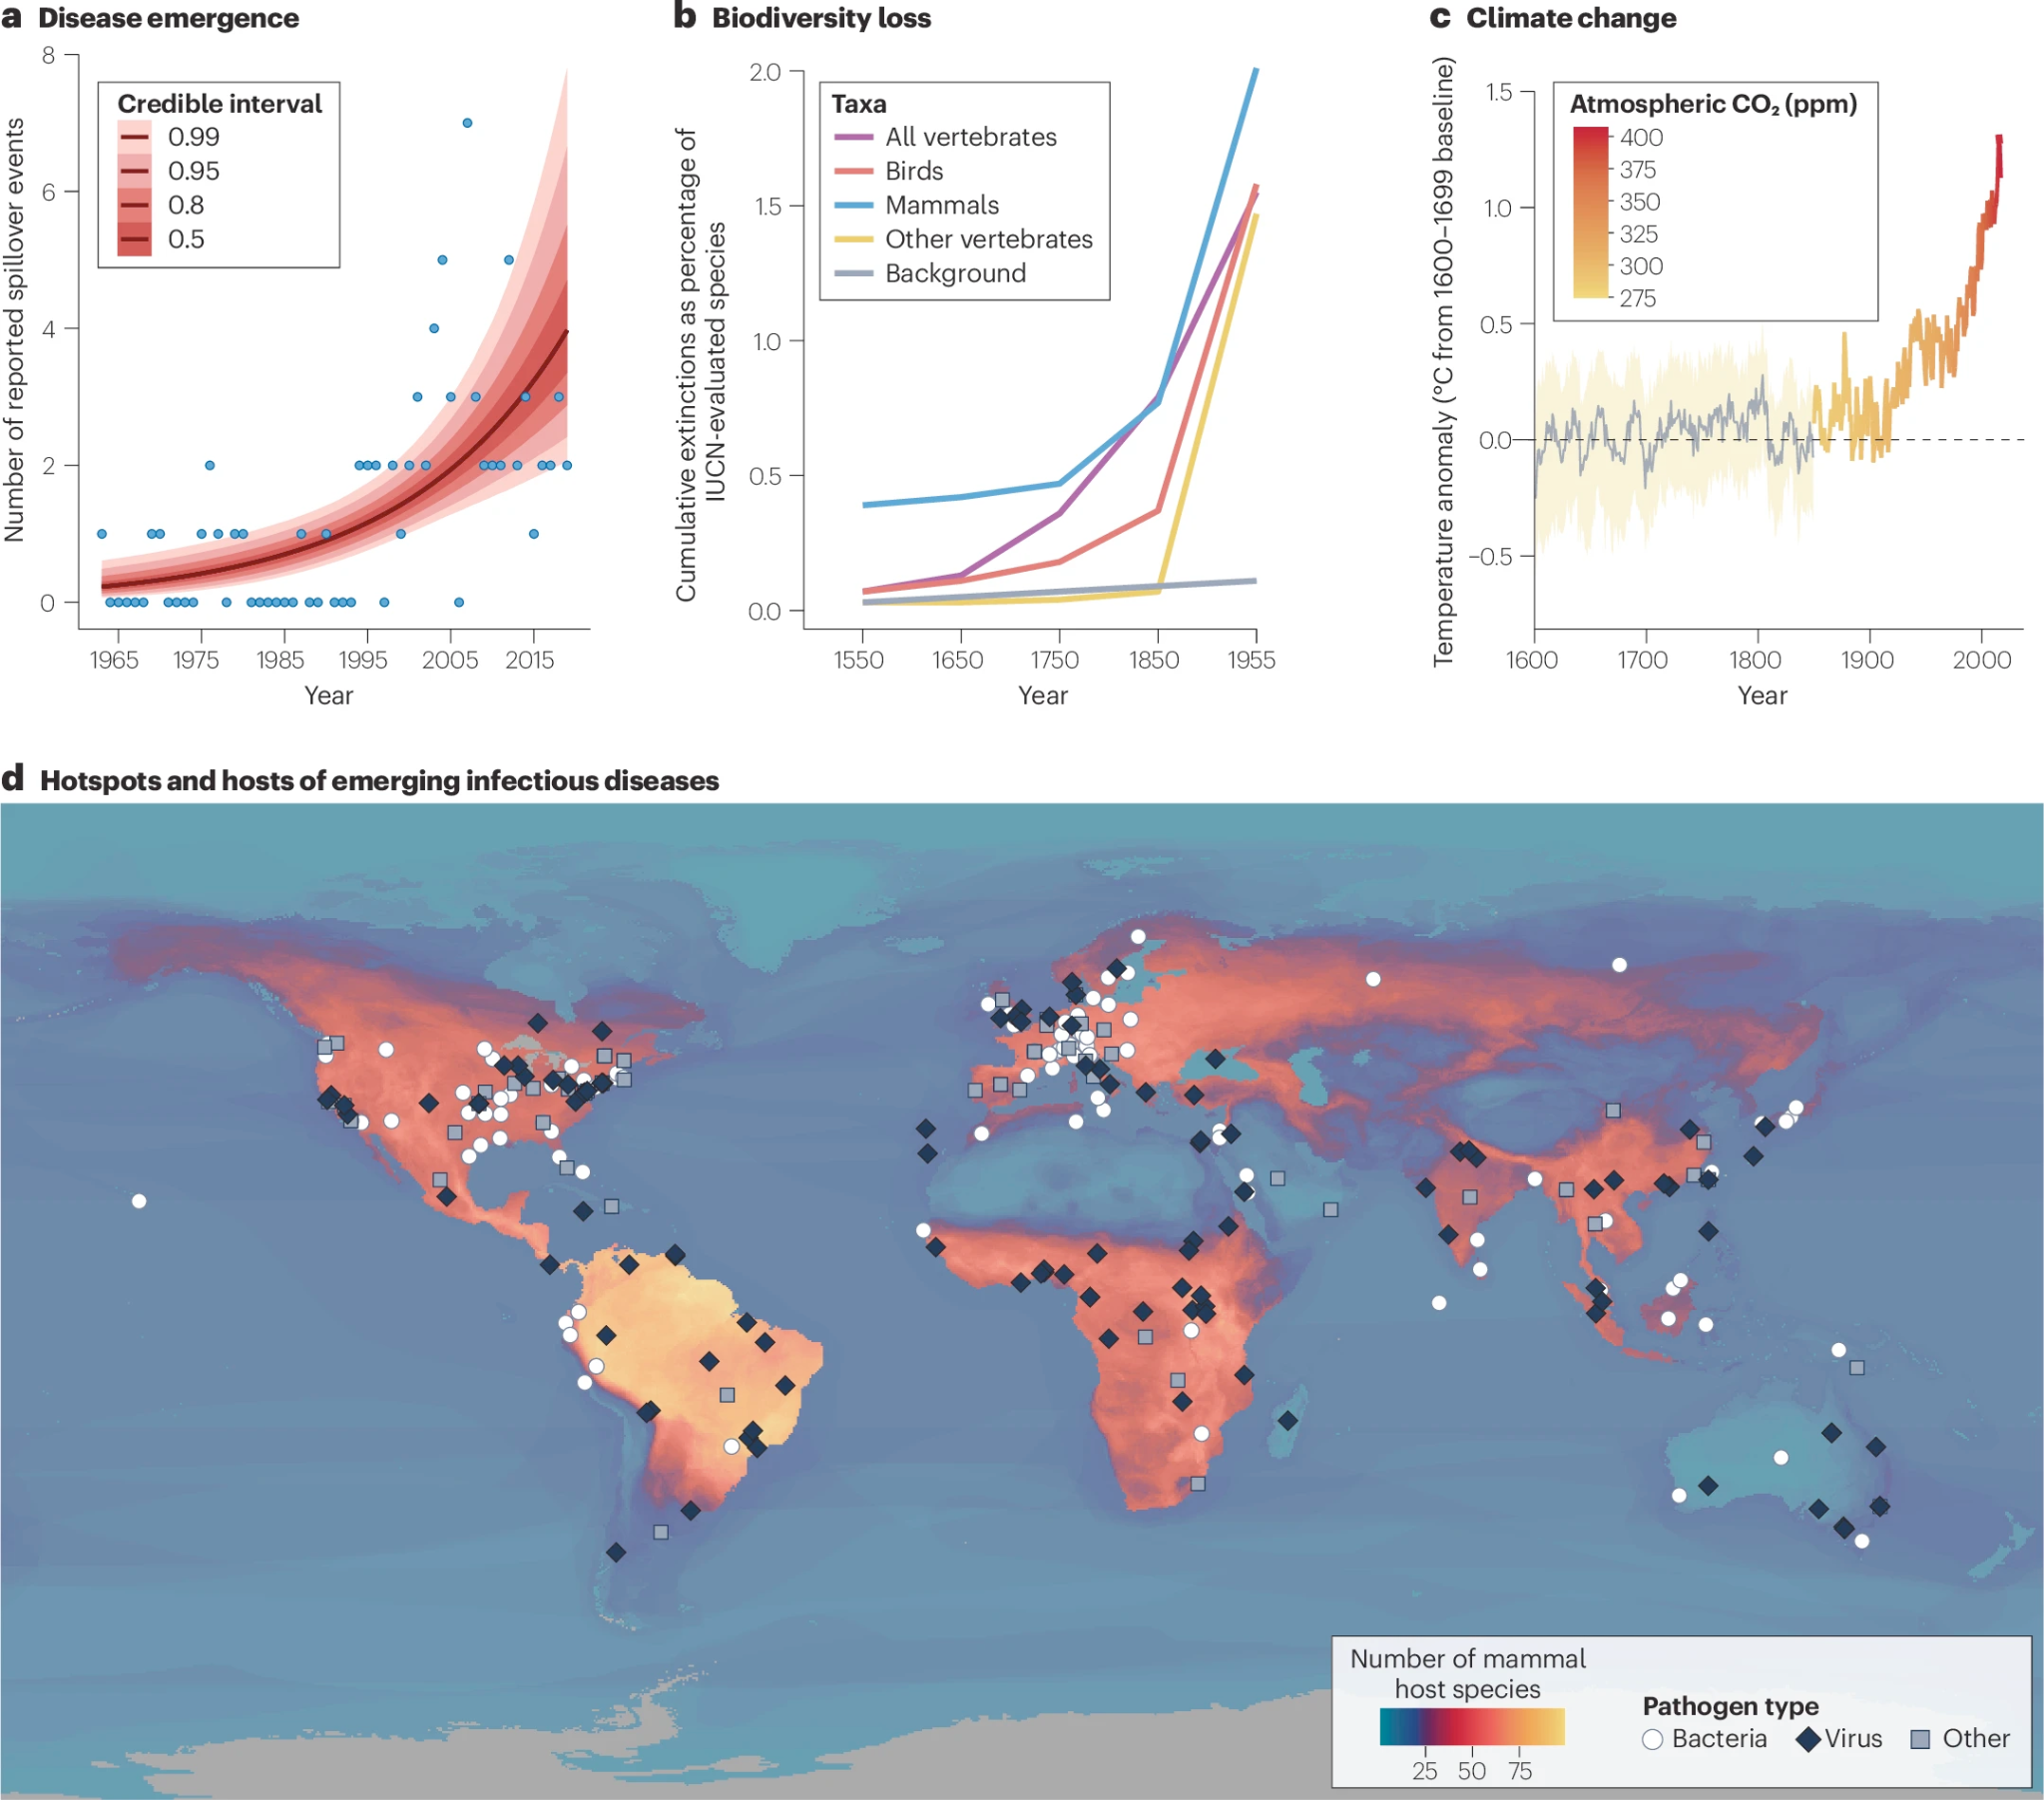 a Disease emergence
Number of reported spillover events
8
6
4
2
0
Credible interval
0.99
0.95
0.8
0.5
1965 1975 1985 1995 2005 2015
Year
b Biodiversity loss
Cumulative extinctions as percentage of
IUCN-evaluated species
2.0
1.5
1.0
0.5
0.0
Taxa
All vertebrates
Birds
Mammals
Other vertebrates
Background
1550 1650 1750 1850 1955
Year
c Climate change
Temperature anomaly (°C from 1600–1699 baseline)
1.5
1.0
0.5
0.0
–0.5
Atmospheric CO₂ (ppm)
400
375
350
325
300
275
1600 1700 1800 1900 2000
Year
d Hotspots and hosts of emerging infectious diseases
Number of mammal
host species
25 50 75
Pathogen type
Bacteria Virus Other